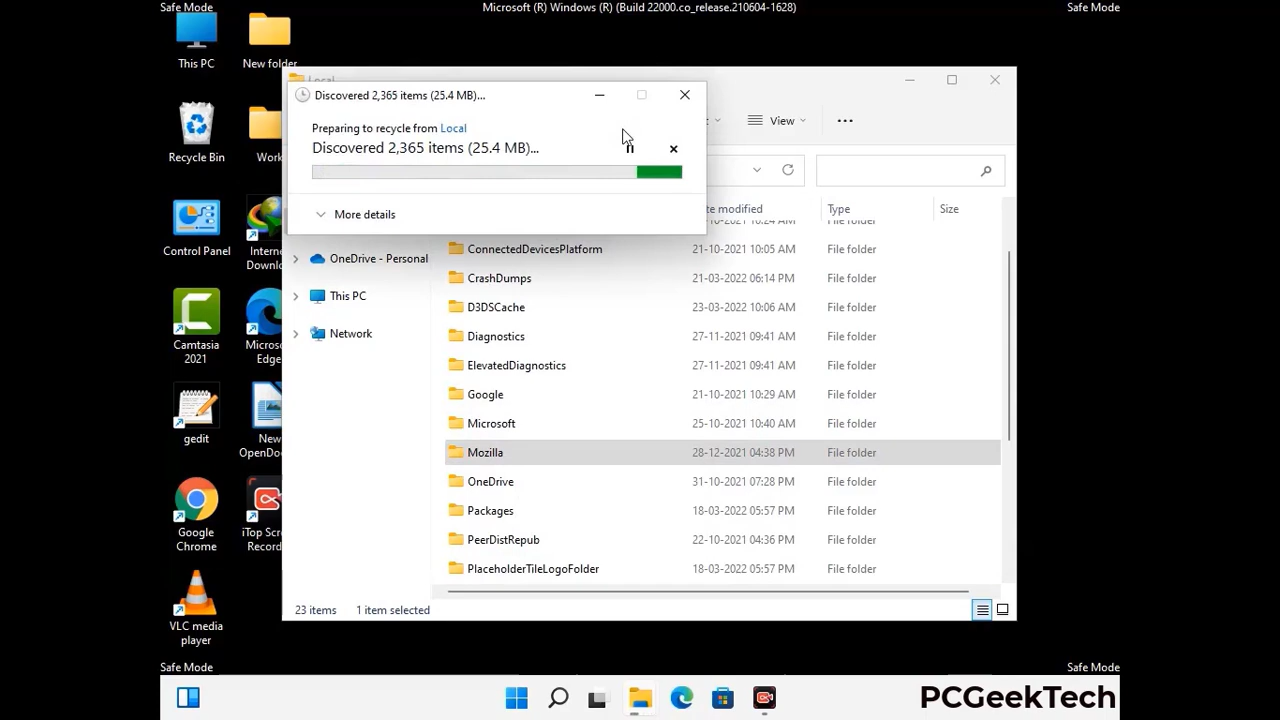 Safe Mode
Microsoft (R) Windows (R) (Build 22000.co_release.210604-1628)
Safe Mode
This PC
New folder
Recycle Bin
Work
Control Panel
Internet
Downlo
Camtasia
2021
Micros
Edge
gedit
New
OpenDoc
Google
Chrome
iTop Scre
Record
VLC media
player
Local
Discovered 2,365 items (25.4 MB)...
Preparing to recycle from Local
Discovered 2,365 items (25.4 MB)...
More details
View
te modified
Type
Size
File folder
OneDrive - Personal
This PC
Network
ConnectedDevicesPlatform 21-10-2021 10:05 AM File folder
CrashDumps 21-03-2022 06:14 PM File folder
D3DSCache 23-03-2022 10:06 AM File folder
Diagnostics 27-11-2021 09:41 AM File folder
ElevatedDiagnostics 27-11-2021 09:41 AM File folder
Google 21-10-2021 10:29 AM File folder
Microsoft 25-10-2021 10:40 AM File folder
Mozilla 28-12-2021 04:38 PM File folder
OneDrive 31-10-2021 07:28 PM File folder
Packages 18-03-2022 05:57 PM File folder
PeerDistRepub 22-10-2021 04:36 PM File folder
PlaceholderTileLogoFolder 18-03-2022 05:57 PM File folder
23 items 1 item selected
Safe Mode
Safe Mode
PCGeekTech